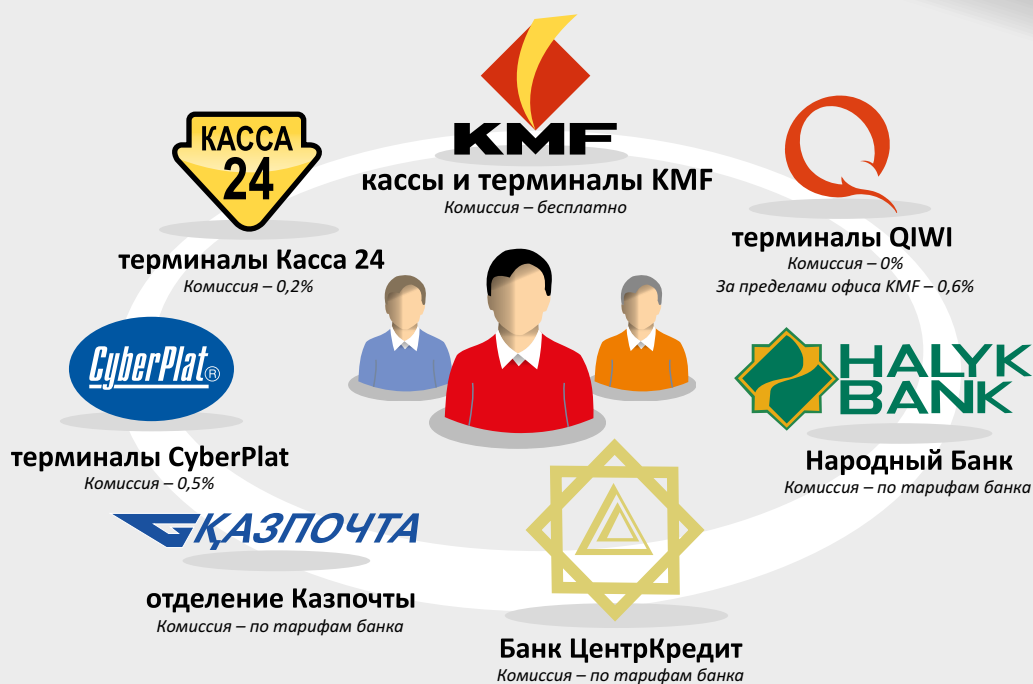 KMF
кассы и терминалы KMF
Комиссия – бесплатно
КАССА
24
терминалы Касса 24
Комиссия – 0,2%
терминалы QIWI
Комиссия – 0%
За пределами офиса KMF – 0,6%
CyberPlat®
терминалы CyberPlat
Комиссия – 0,5%
HALYK
BANK
Народный Банк
Комиссия – по тарифам банка
ҚАЗПОЧТА
отделение Казпочты
Комиссия – по тарифам банка
Банк ЦентрКредит
Комиссия – по тарифам банка